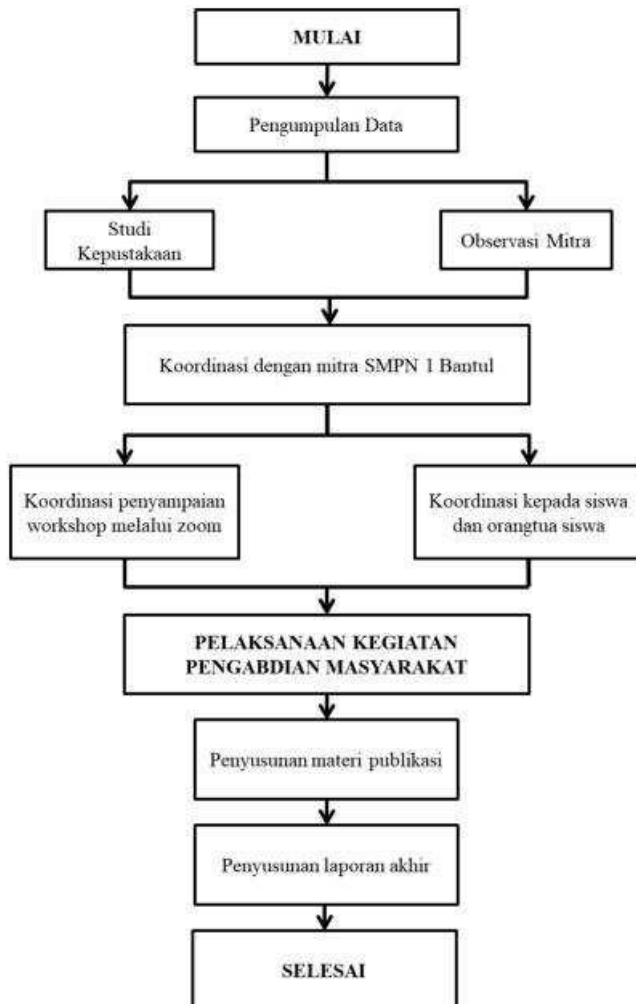 MULAI
Pengumpulan Data
Studi
Kepustakaan
Observasi Mitra
Koordinasi dengan mitra SMPN 1 Bantul
Koordinasi penyampaian
workshop melalui zoom
Koordinasi kepada siswa
dan orangtua siswa
PELAKSANAAN KEGIATAN
PENGABDIAN MASYARAKAT
Penyusunan materi publikasi
Penyusunan laporan akhir
SELESAI